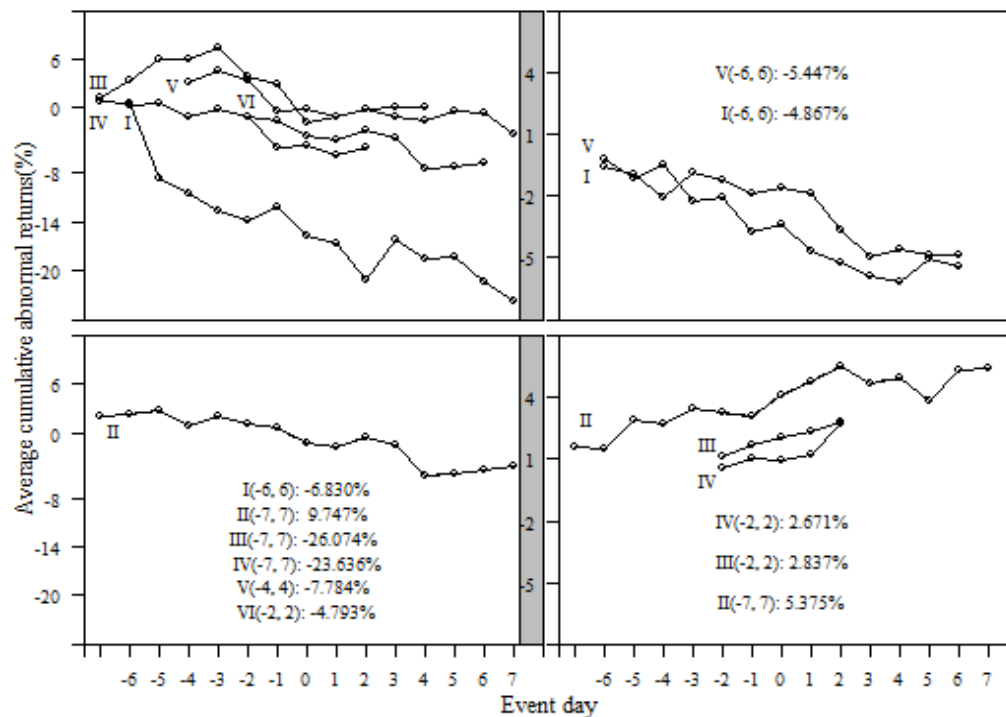 Average cumulative abnormal returns(%)
6
0
-8
-14
-20
III
IV
I
V
VI
4
1
-2
-5
V(-6, 6): -5.447%
I(-6, 6): -4.867%
V
I
6
0
-8
-14
-20
II
I(-6, 6): -6.830%
II(-7, 7): 9.747%
III(-7, 7): -26.074%
IV(-7, 7): -23.636%
V(-4, 4): -7.784%
VI(-2, 2): -4.793%
4
1
-2
-5
II
III
IV
IV(-2, 2): 2.671%
III(-2, 2): 2.837%
II(-7, 7): 5.375%
-6 -5 -4 -3 -2 -1 0 1 2 3 4 5 6 7
-6 -5 -4 -3 -2 -1 0 1 2 3 4 5 6 7
Event day